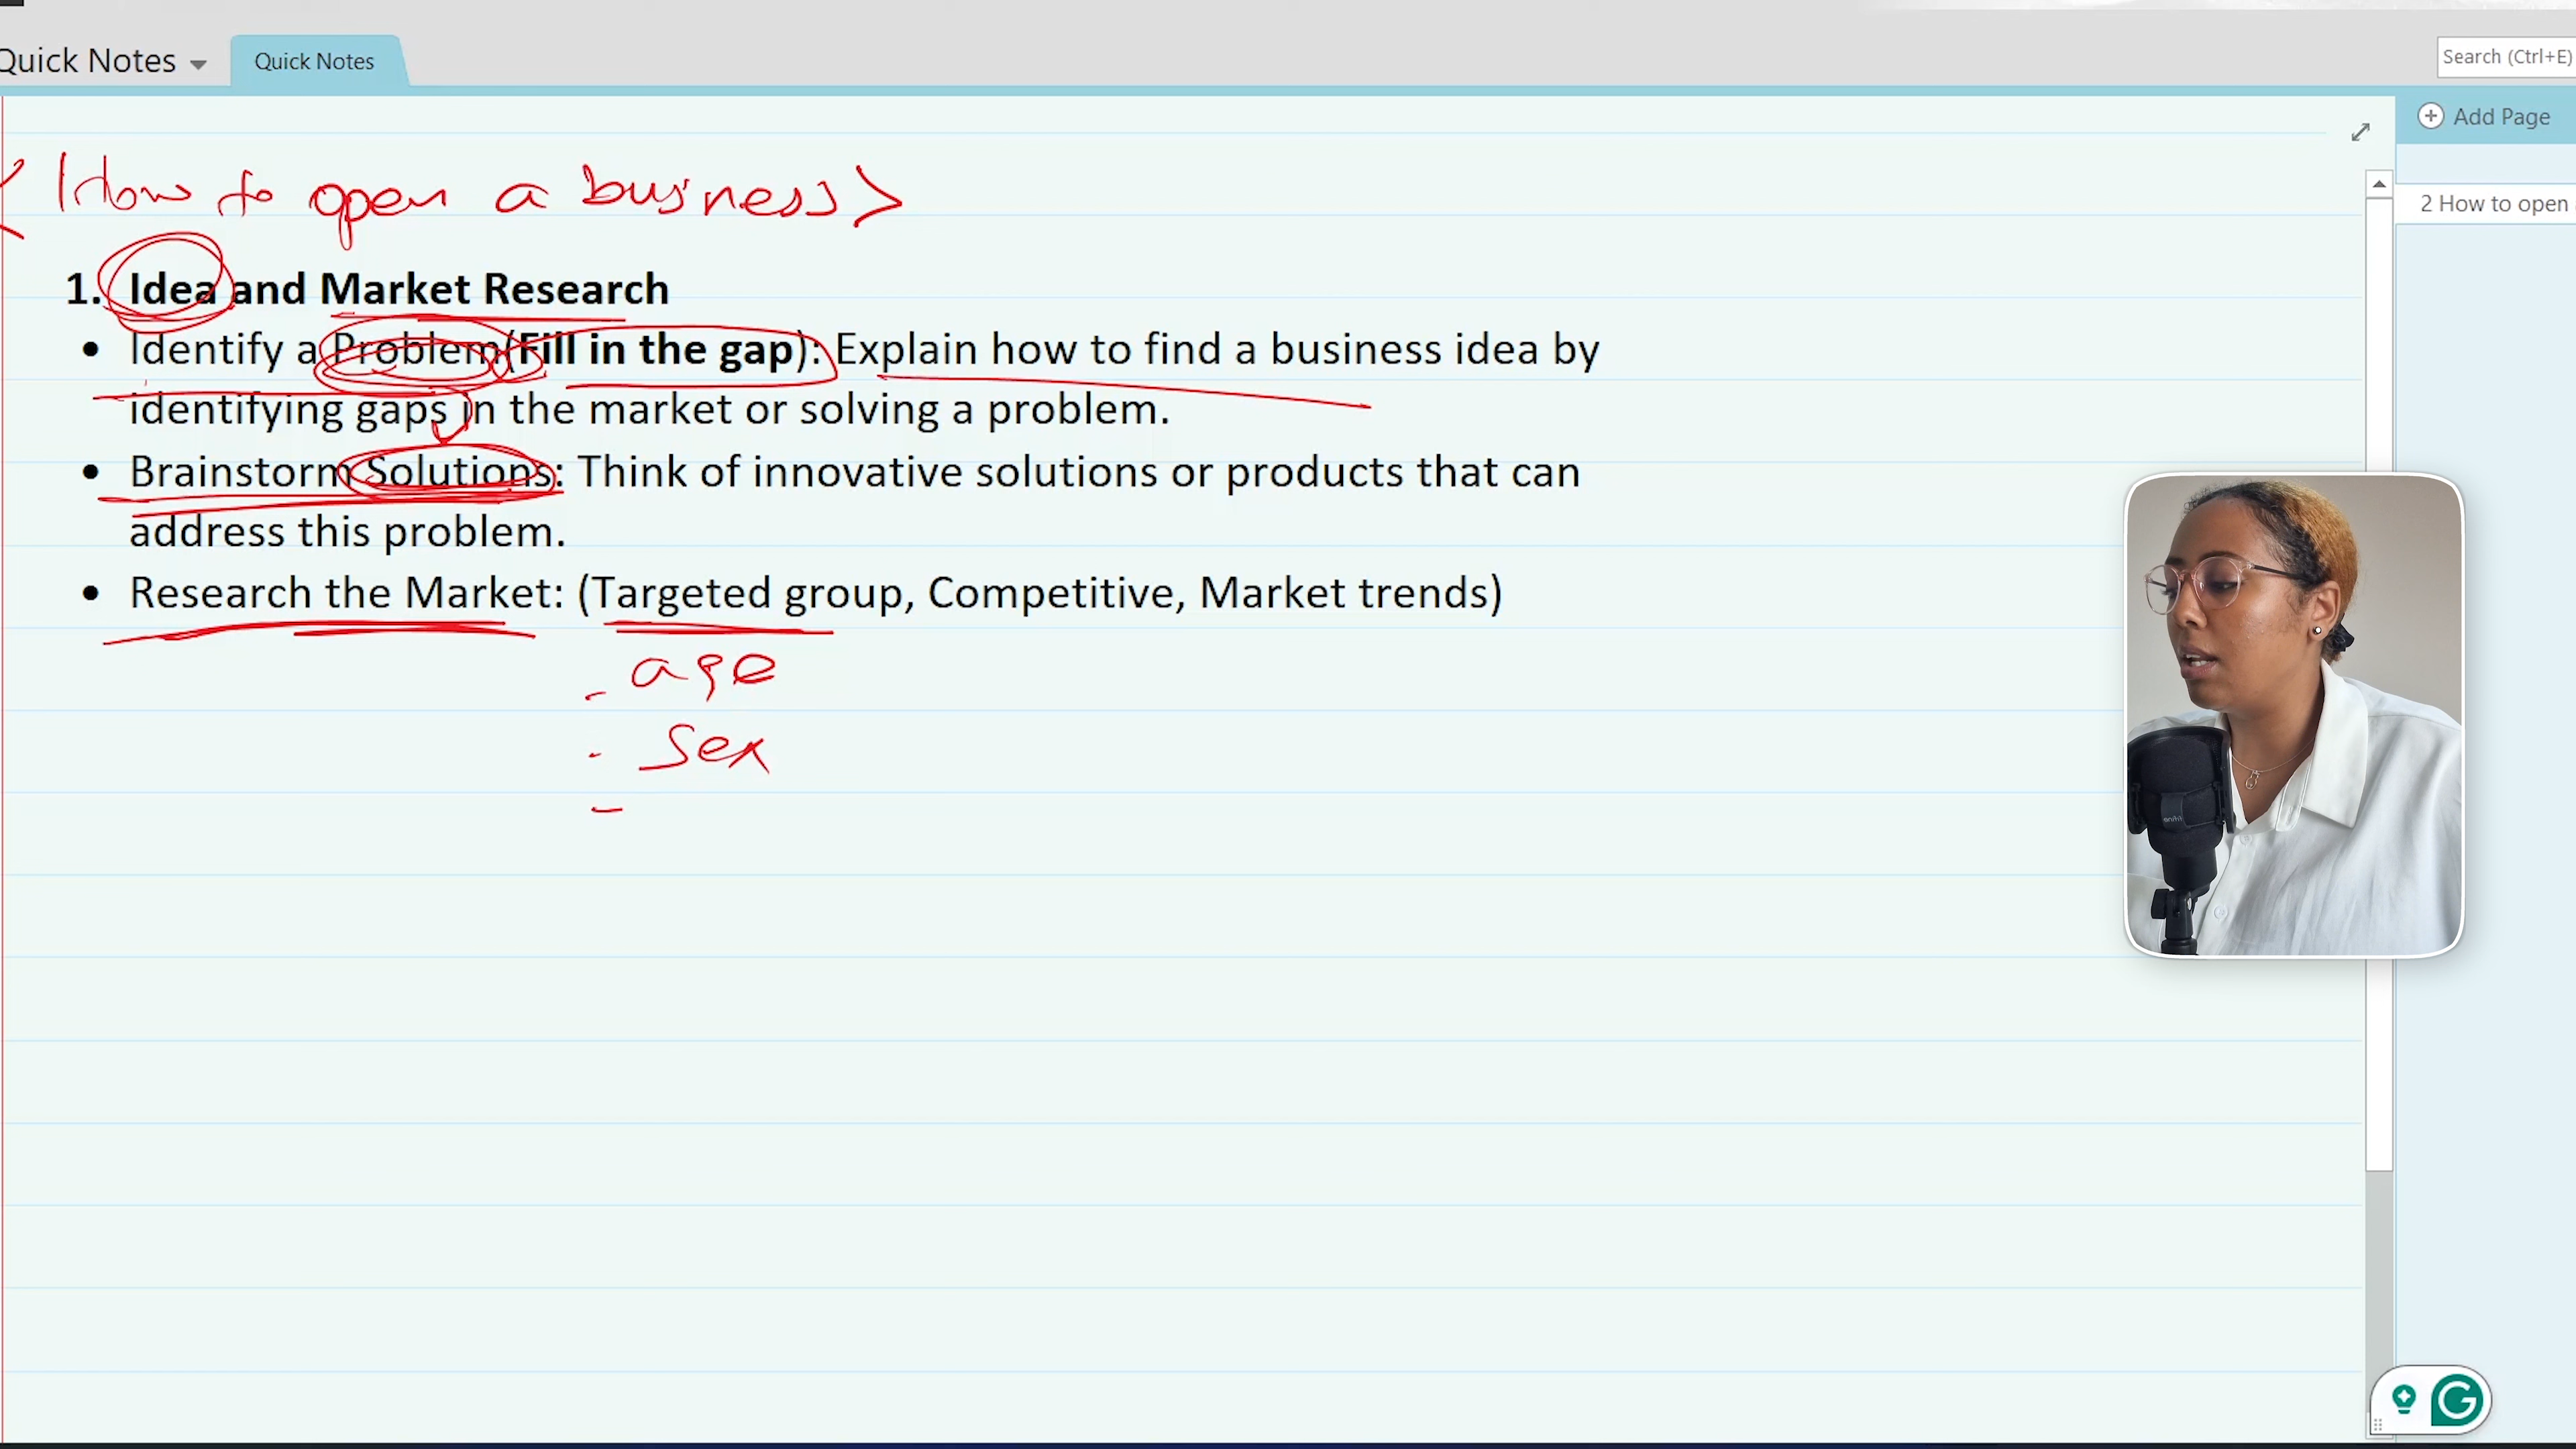 Quick Notes
Quick Notes
Search (Ctrl+E)
Add Page
2 How to open
< How to open a business >
1. Idea and Market Research
• Identify a Problem(Fill in the gap): Explain how to find a business idea by
identifying gaps in the market or solving a problem.
• Brainstorm Solutions: Think of innovative solutions or products that can
address this problem.
• Research the Market: (Targeted group, Competitive, Market trends)
- age
- Sex
-